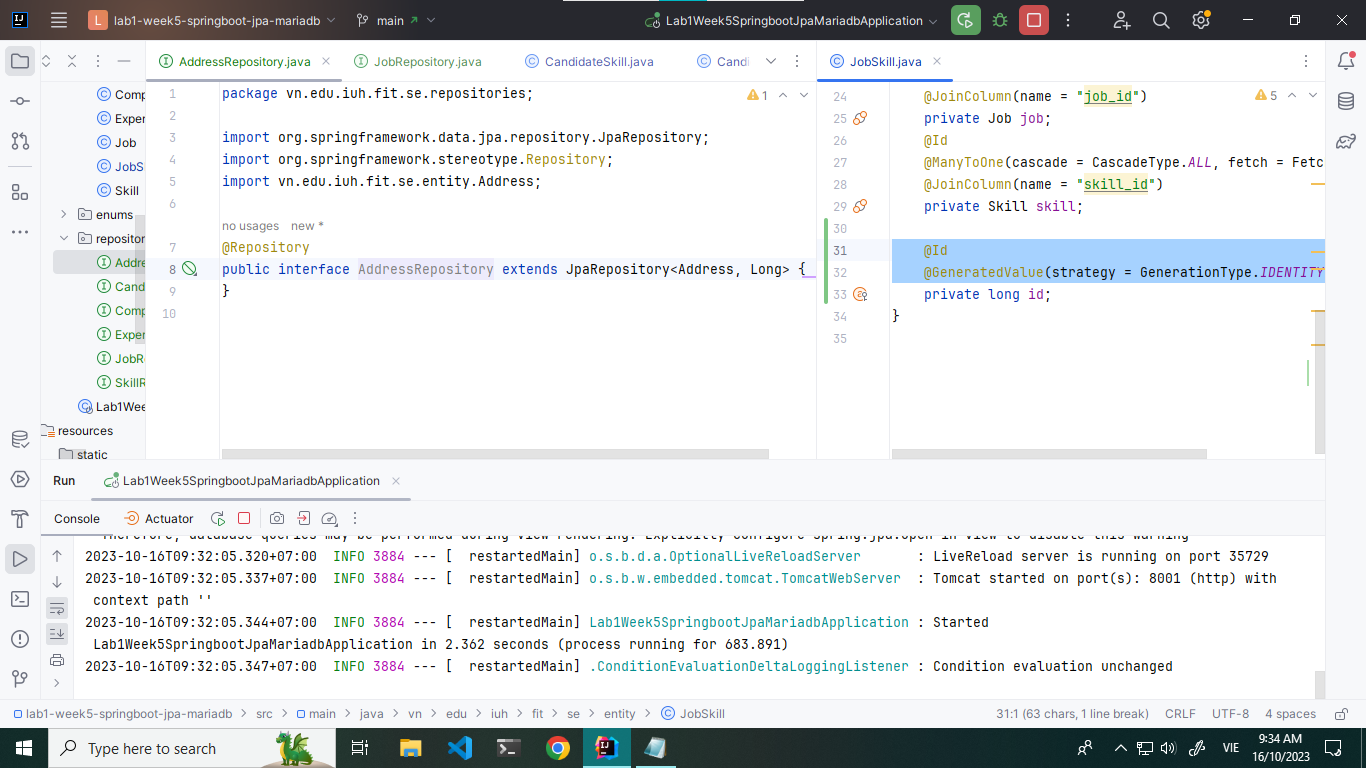 lab1-week5-springboot-jpa-mariadb
main
Lab1Week5SpringbootJpaMariadbApplication
AddressRepository.java
JobRepository.java
CandidateSkill.java
Candi
JobSkill.java
Comp
Exper
Job
JobS
Skill
enums
repositor
Addre
Cand
Comp
Exper
JobRe
SkillR
Lab1Wee
resources
static
1 package vn.edu.iuh.fit.se.repositories;
2
3 import org.springframework.data.jpa.repository.JpaRepository;
4 import org.springframework.stereotype.Repository;
5 import vn.edu.iuh.fit.se.entity.Address;
6
no usages new *
7 @Repository
8 public interface AddressRepository extends JpaRepository<Address, Long> {
9 }
10
1
24 @JoinColumn(name = "job_id")
5
25 private Job job;
26 @Id
27 @ManyToOne(cascade = CascadeType.ALL, fetch = Fetc
28 @JoinColumn(name = "skill_id")
29 private Skill skill;
30
31 @Id
32 @GeneratedValue(strategy = GenerationType.IDENTITY
33 private long id;
34 }
35
Run
Lab1Week5SpringbootJpaMariadbApplication
Console
Actuator
Therefore, database queries may be performed during view rendering. Explicitly configure spring.jpa.open-in-view to disable this warning
2023-10-16T09:32:05.320+07:00 INFO 3884 --- [ restartedMain] o.s.b.d.a.OptionalLiveReloadServer : LiveReload server is running on port 35729
2023-10-16T09:32:05.337+07:00 INFO 3884 --- [ restartedMain] o.s.b.w.embedded.tomcat.TomcatWebServer : Tomcat started on port(s): 8001 (http) with
context path ''
2023-10-16T09:32:05.344+07:00 INFO 3884 --- [ restartedMain] Lab1Week5SpringbootJpaMariadbApplication : Started
Lab1Week5SpringbootJpaMariadbApplication in 2.362 seconds (process running for 683.891)
2023-10-16T09:32:05.347+07:00 INFO 3884 --- [ restartedMain] .ConditionEvaluationDeltaLoggingListener : Condition evaluation unchanged
lab1-week5-springboot-jpa-mariadb > src > main > java > vn > edu > iuh > fit > se > entity > JobSkill
31:1 (63 chars, 1 line break)
CRLF
UTF-8
4 spaces
Type here to search
VIE
9:34 AM
16/10/2023